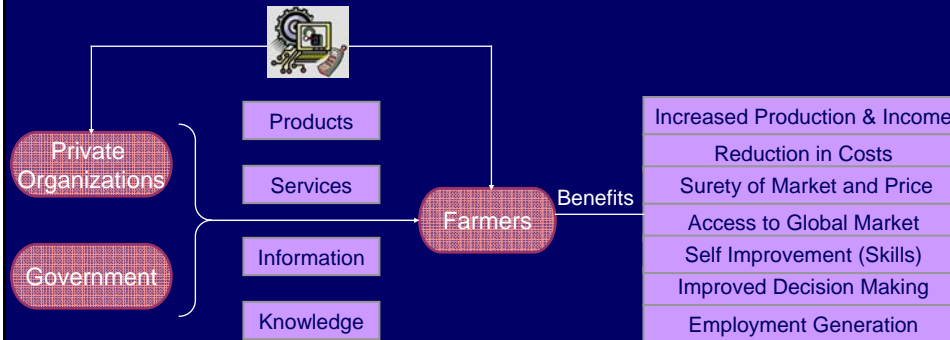 Private
Organizations
Government
Products
Services
Information
Knowledge
Farmers
Benefits
Increased Production & Income
Reduction in Costs
Surety of Market and Price
Access to Global Market
Self Improvement (Skills)
Improved Decision Making
Employment Generation